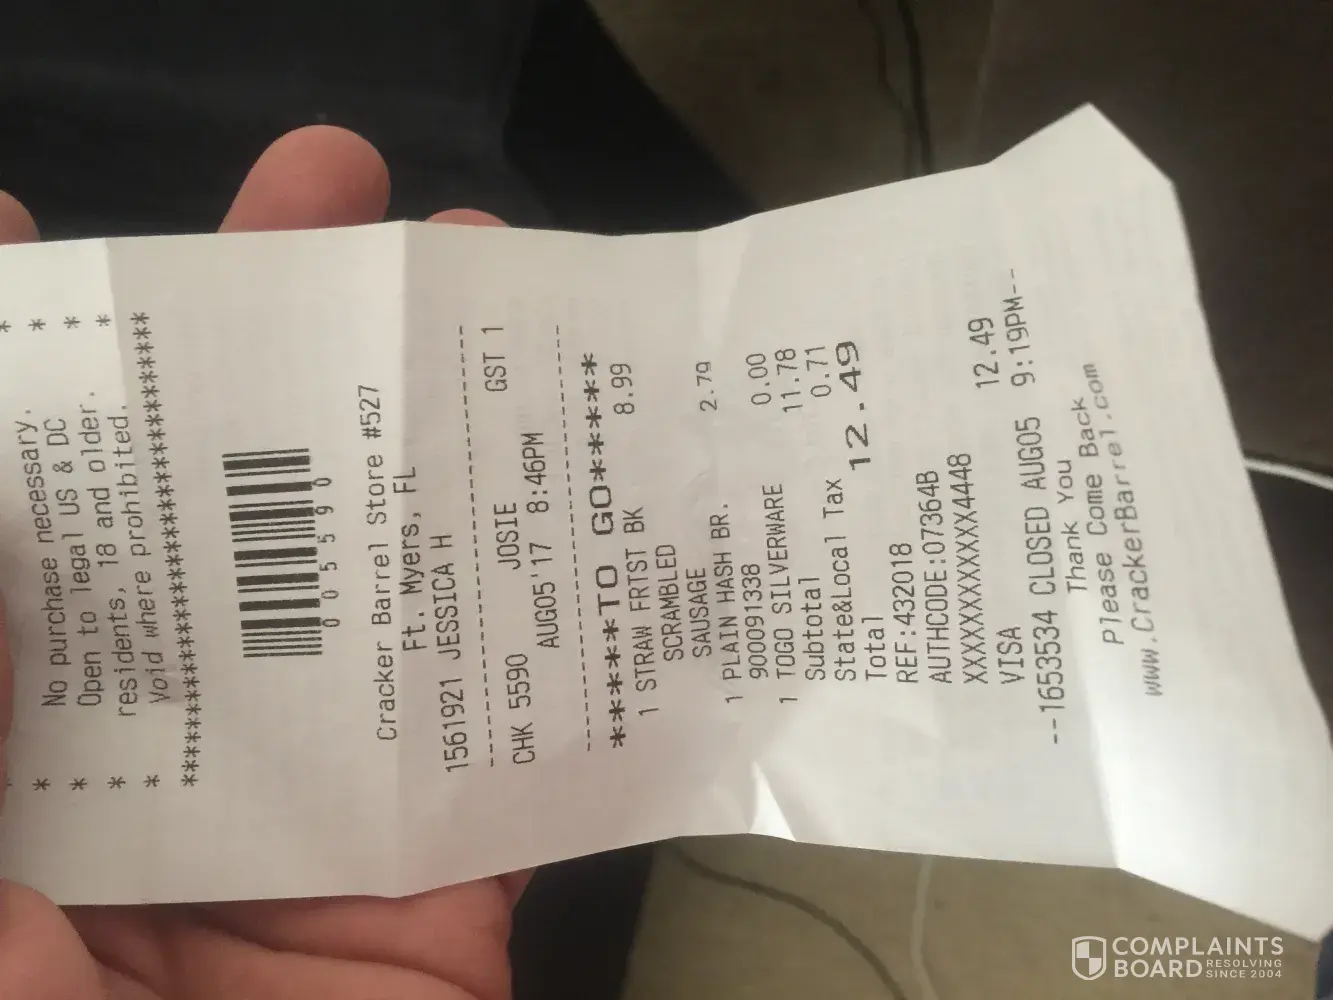 *
* No purchase necessary. *
* Open to legal US & DC *
* residents, 18 and older. *
* Void where prohibited.
**********************************
005590
Cracker Barrel Store #527
Ft. Myers, FL
1561921 JESSICA H
--------------------------------
CHK 5590 JOSIE GST 1
AUG05'17 8:46PM
--------------------------------
******TO GO******
1 STRAW FRTST BK 8.99
SCRAMBLED
SAUSAGE
1 PLAIN HASH BR. 2.79
900091338
1 TOGO SILVERWARE 0.00
Subtotal 11.78
State&Local Tax 0.71
Total 12.49
REF:432018
AUTHCODE:07364B
XXXXXXXXXXXX4448
VISA 12.49
--1653534 CLOSED AUG05 9:19PM--
Thank You
Please Come Back
www.CrackerBarrel.com
COMPLAINTS
BOARD RESOLVING
SINCE 2004